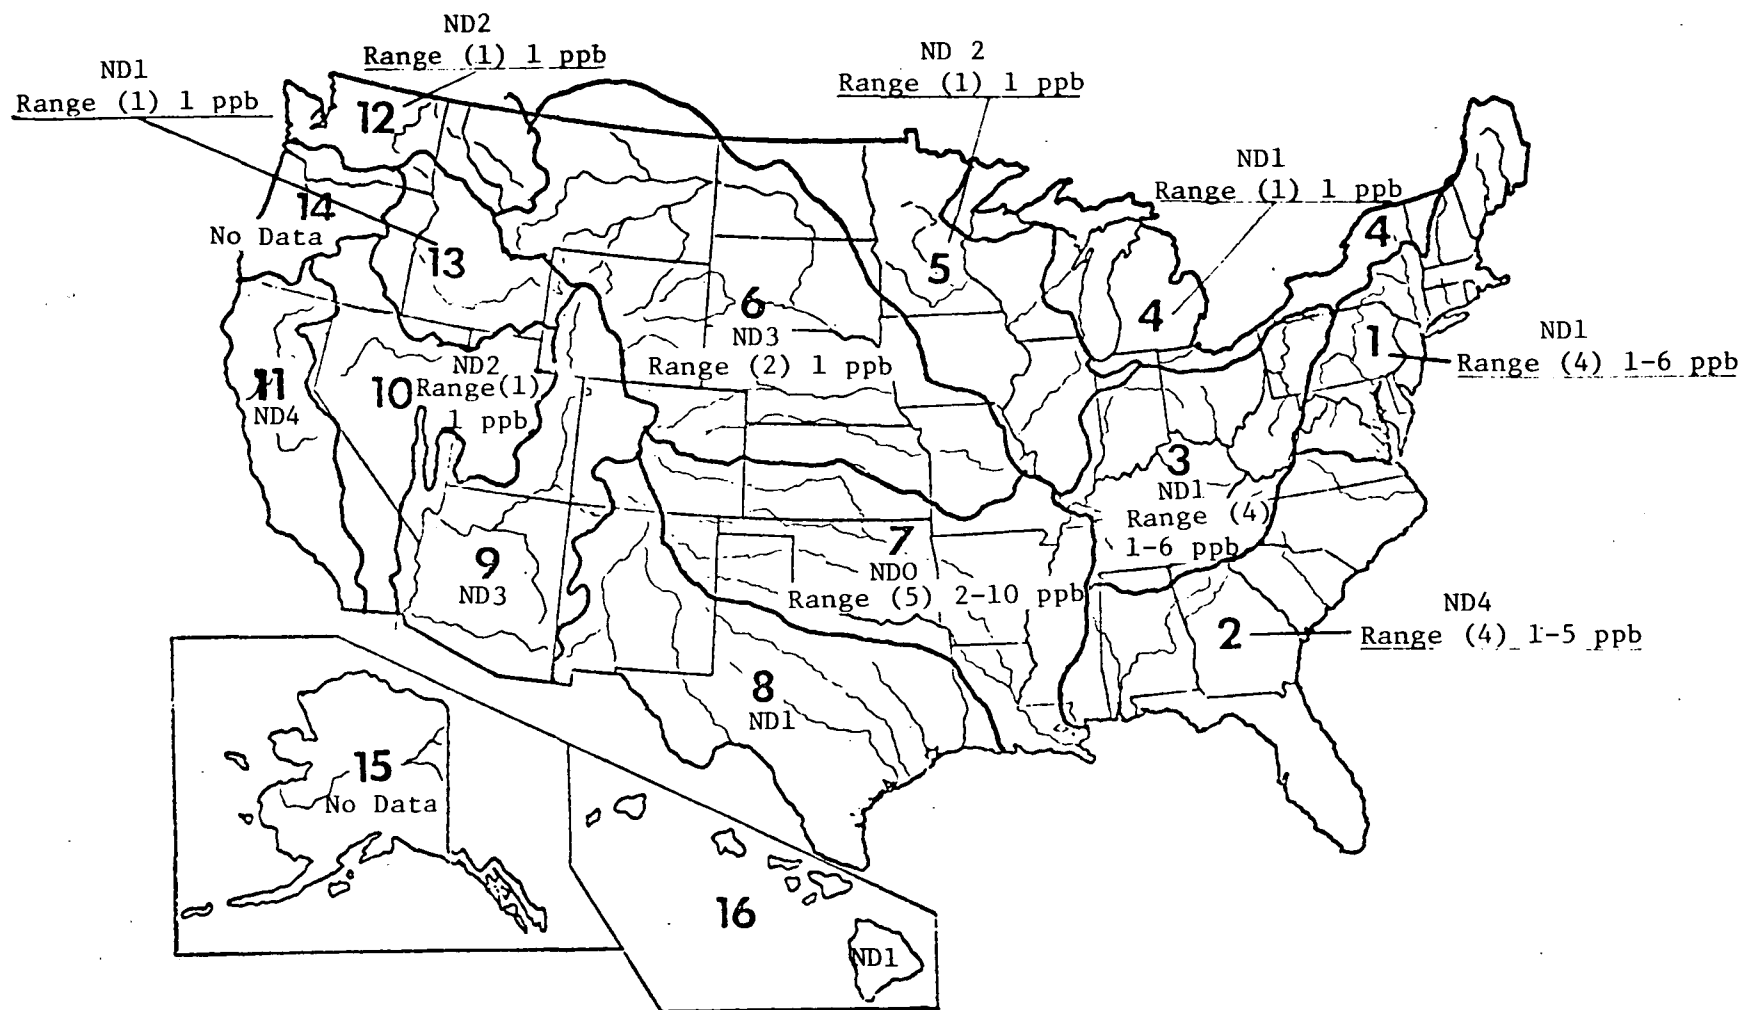 ND2
Range (1) 1 ppb
ND 2
Range (1) 1 ppb
ND1
Range (1) 1 ppb
12
ND1
Range (1) 1 ppb
14
No Data
13
4
5
6
ND3
Range (2) 1 ppb
4
1
ND1
Range (4) 1-6 ppb
11
ND4
10
ND2
Range(1)
1 ppb
3
ND1
Range (4)
1-6 ppb
9
ND3
7
ND0
Range (5) 2-10 ppb
2
ND4
Range (4) 1-5 ppb
8
ND1
15
No Data
16
ND1